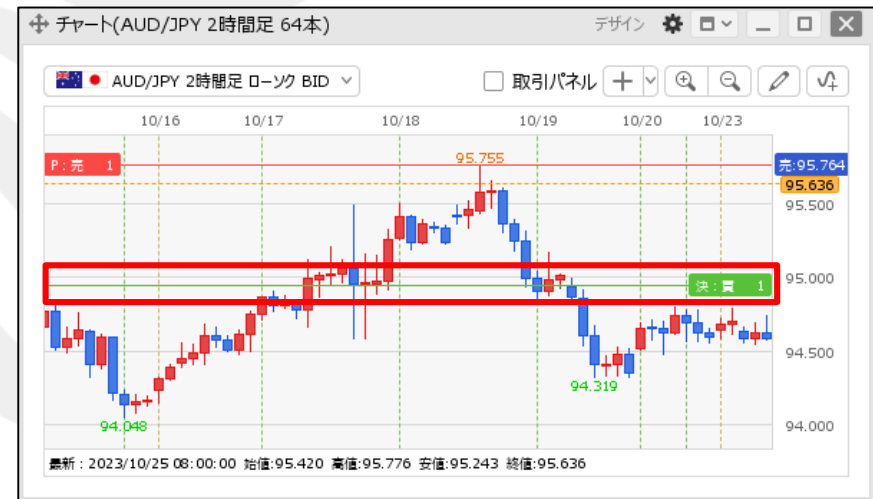 チャート(AUD/JPY 2時間足 64本)
デザイン
AUD/JPY 2時間足 ローソク BID
取引パネル
10/16 10/17 10/18 10/19 10/20 10/23
P:売 1
95.755
売:95.764
95.636
95.500
95.000
決:買 1
94.500
94.319
94.048
94.000
最新:2023/10/25 08:00:00 始値:95.420 高値:95.776 安値:95.243 終値:95.636